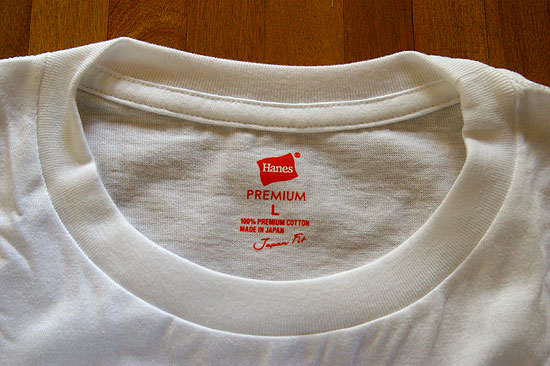 Hanes®
PREMIUM
L
100% PREMIUM COTTON
MADE IN JAPAN
Japan Fit